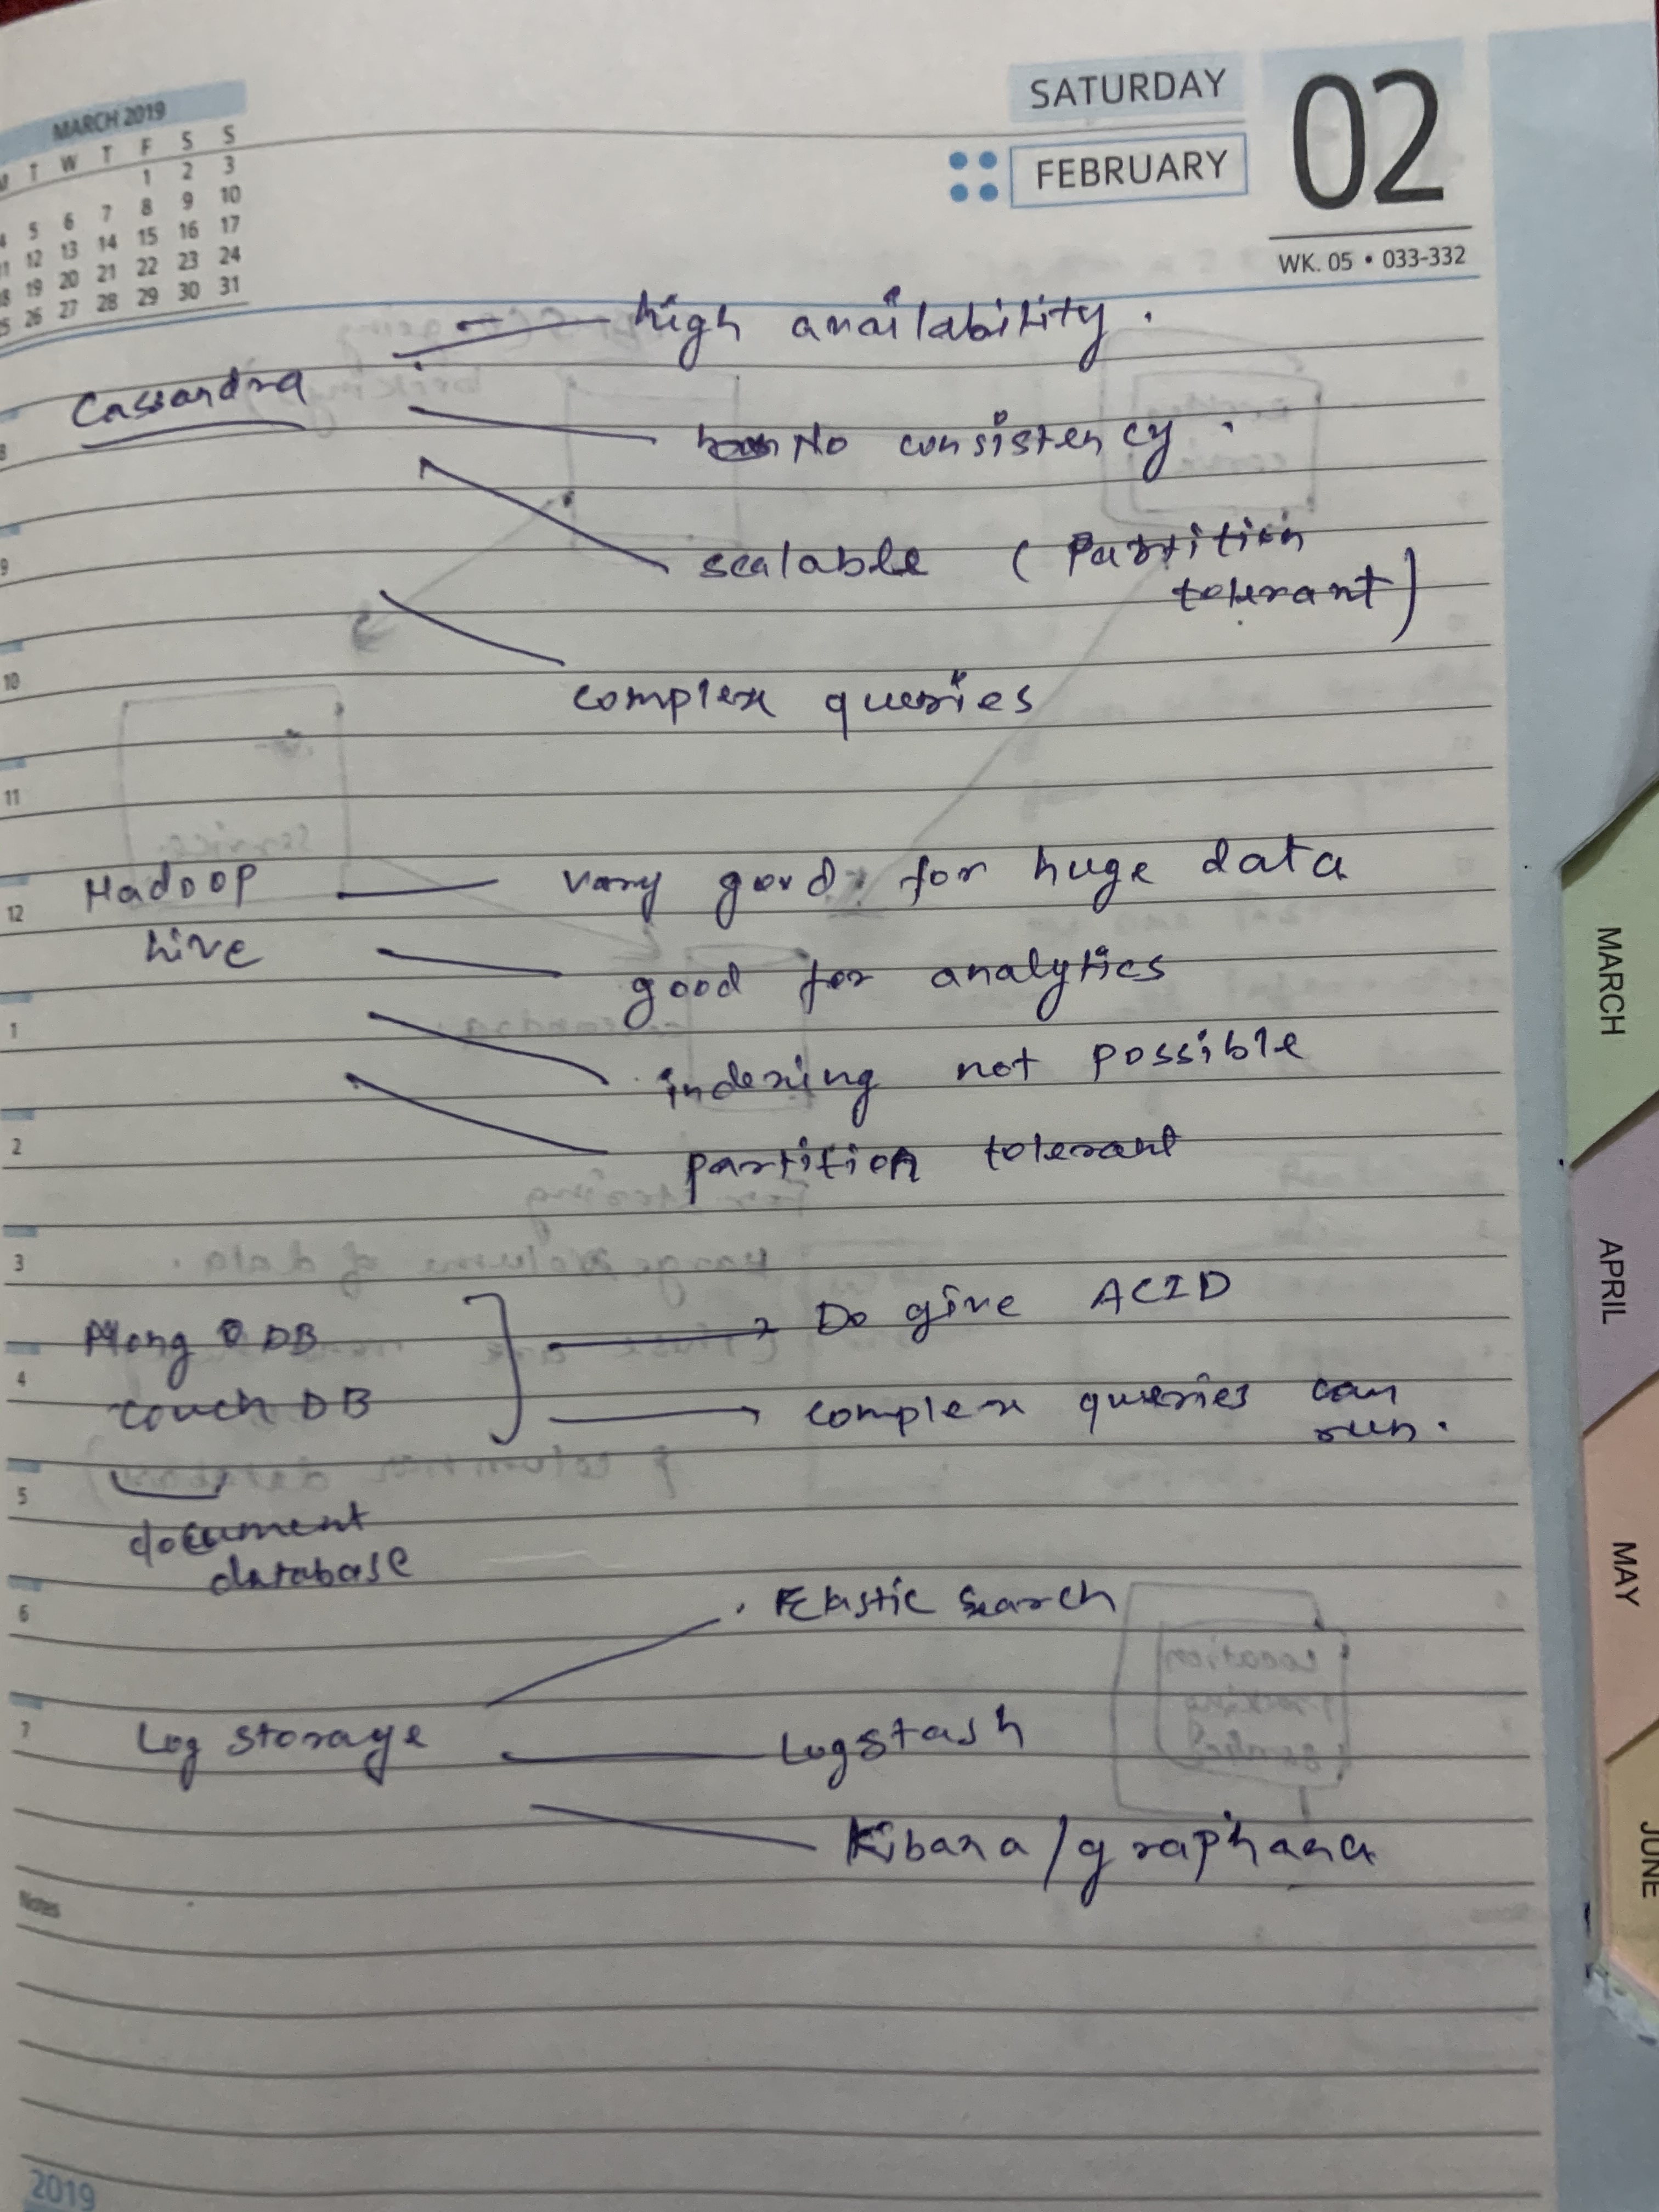 MARCH 2019
T W T F S S
1 2 3
4 5 6 7 8 9 10
11 12 13 14 15 16 17
18 19 20 21 22 23 24
25 26 27 28 29 30 31
SATURDAY
FEBRUARY
02
WK. 05 • 033-332
high availability.
Cassandra
No consistency.
scalable (Partition
tolerant)
complex queries
Hadoop very good for huge data
hive
good for analytics
indexing not possible
partition tolerant
Mongo DB
Do give ACID
couch DB
complex queries can
run.
document
database
Elastic Search
Log storage
Logstash
Kibana/graphana
8
9
10
11
12
1
2
3
4
5
6
7
Notes
2019
MARCH
APRIL
MAY
JUNE